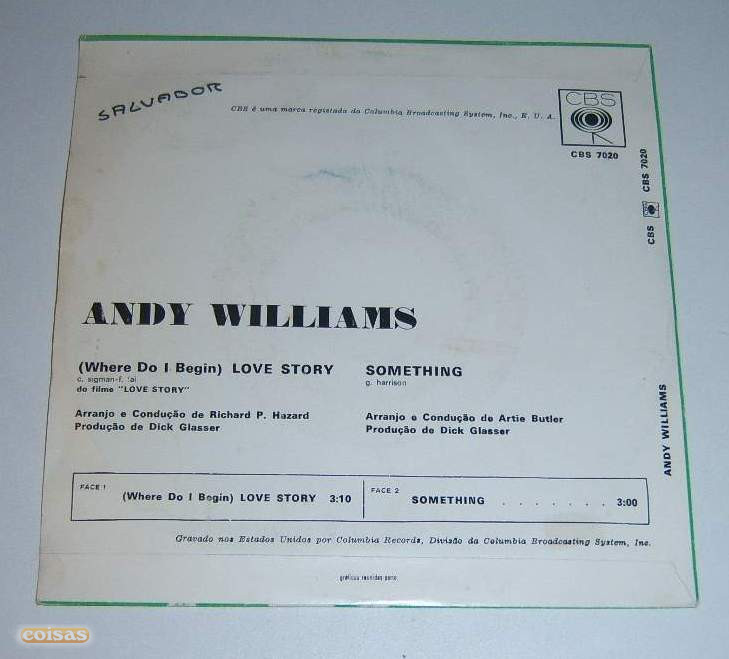 SALVADOR
CBS é uma marca registada da Columbia Broadcasting System, Inc., E. U. A.
CBS
CBS 7020
CBS CBS 7020
ANDY WILLIAMS
ANDY WILLIAMS
(Where Do I Begin) LOVE STORY
c. sigman-f. lai
do filme "LOVE STORY"
Arranjo e Condução de Richard P. Hazard
Produção de Dick Glasser
SOMETHING
g. harrison
Arranjo e Condução de Artie Butler
Produção de Dick Glasser
FACE 1
(Where Do I Begin) LOVE STORY 3:10
FACE 2
SOMETHING . . . . . . . 3:00
Gravado nos Estados Unidos por Columbia Records, Divisão da Columbia Broadcasting System, Inc.
gráficas reunidas porto
coisas